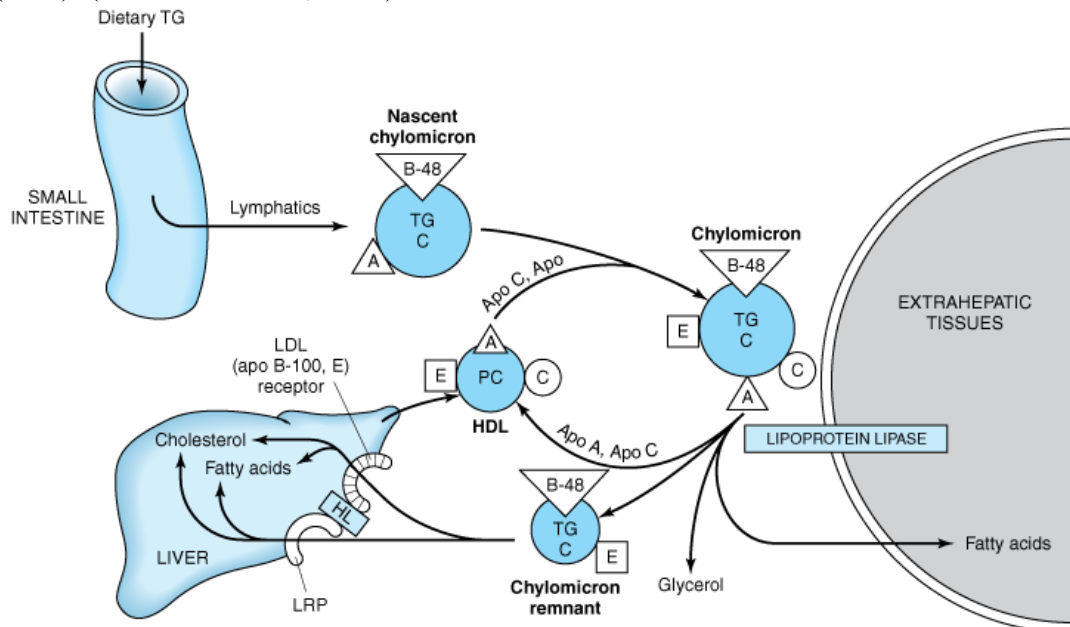 Dietary TG
Nascent
chylomicron
B-48
TG
C
A
SMALL
INTESTINE
Lymphatics
Chylomicron
B-48
TG
C
E
C
A
EXTRAHEPATIC
TISSUES
Apo C, Apo
LDL
(apo B-100, E)
receptor
A
E
PC
C
HDL
Apo A, Apo C
LIPOPROTEIN LIPASE
Cholesterol
Fatty acids
HL
LIVER
LRP
B-48
TG
C
E
Chylomicron
remnant
Glycerol
Fatty acids